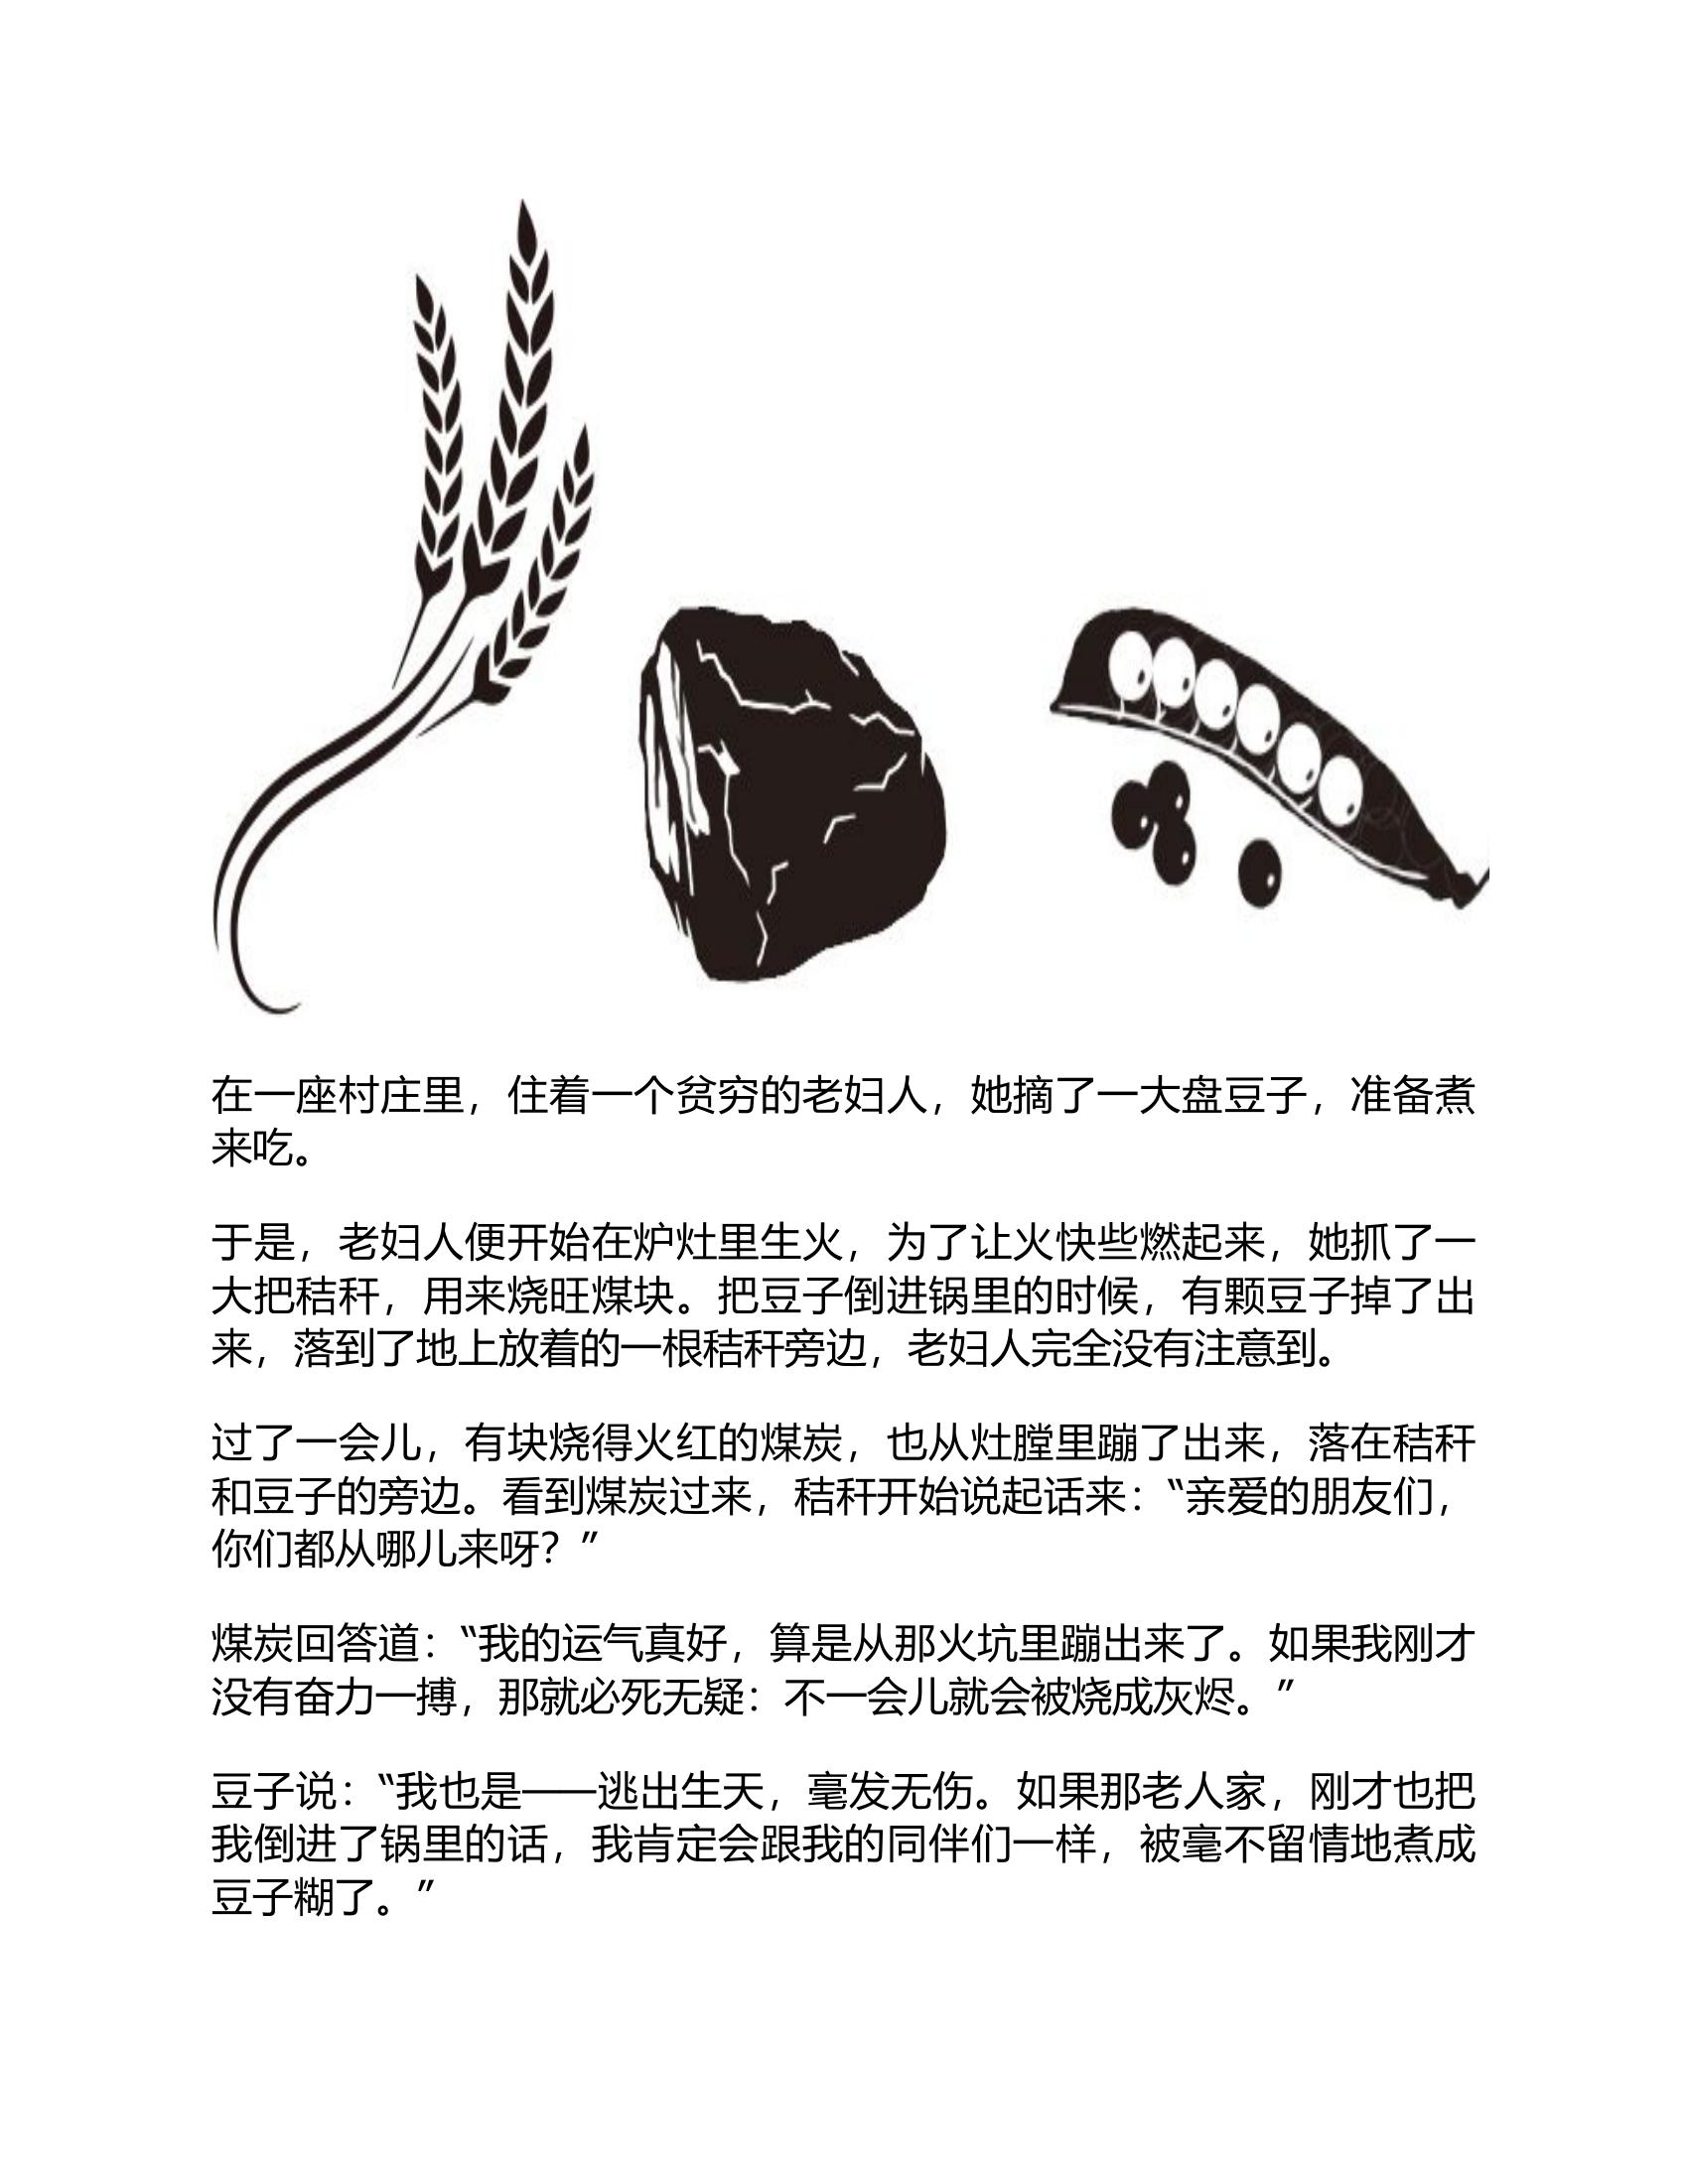 在一座村庄里，住着一个贫穷的老妇人，她摘了一大盘豆子，准备煮
来吃。
于是，老妇人便开始在炉灶里生火，为了让火快些燃起来，她抓了一
大把秸秆，用来烧旺煤块。把豆子倒进锅里的时候，有颗豆子掉了出
来，落到了地上放着的一根秸秆旁边，老妇人完全没有注意到。
过了一会儿，有块烧得火红的煤炭，也从灶膛里蹦了出来，落在秸秆
和豆子的旁边。看到煤炭过来，秸秆开始说起话来：“亲爱的朋友们，
你们都从哪儿来呀？”
煤炭回答道：“我的运气真好，算是从那火坑里蹦出来了。如果我刚才
没有奋力一搏，那就必死无疑：不一会儿就会被烧成灰烬。”
豆子说：“我也是——逃出生天，毫发无伤。如果那老人家，刚才也把
我倒进了锅里的话，我肯定会跟我的同伴们一样，被毫不留情地煮成
豆子糊了。”